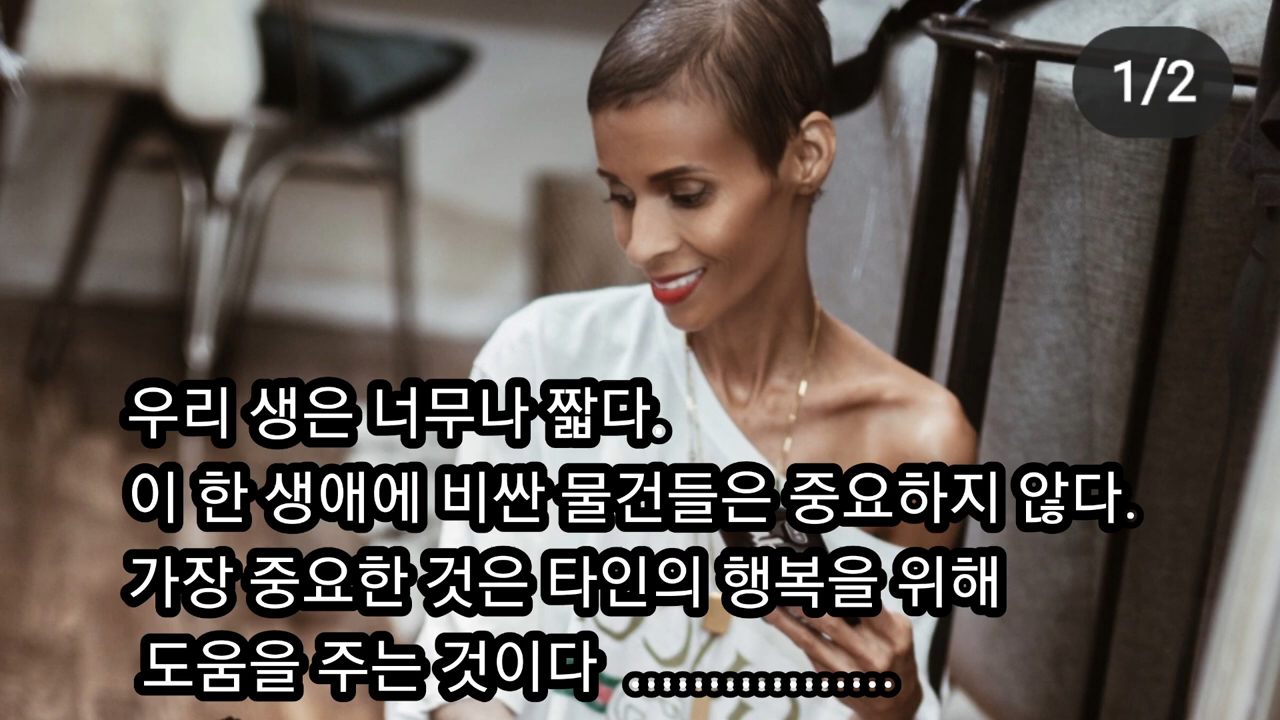 1/2
우리 생은 너무나 짧다.
이 한 생애에 비싼 물건들은 중요하지 않다.
가장 중요한 것은 타인의 행복을 위해
도움을 주는 것이다 ................